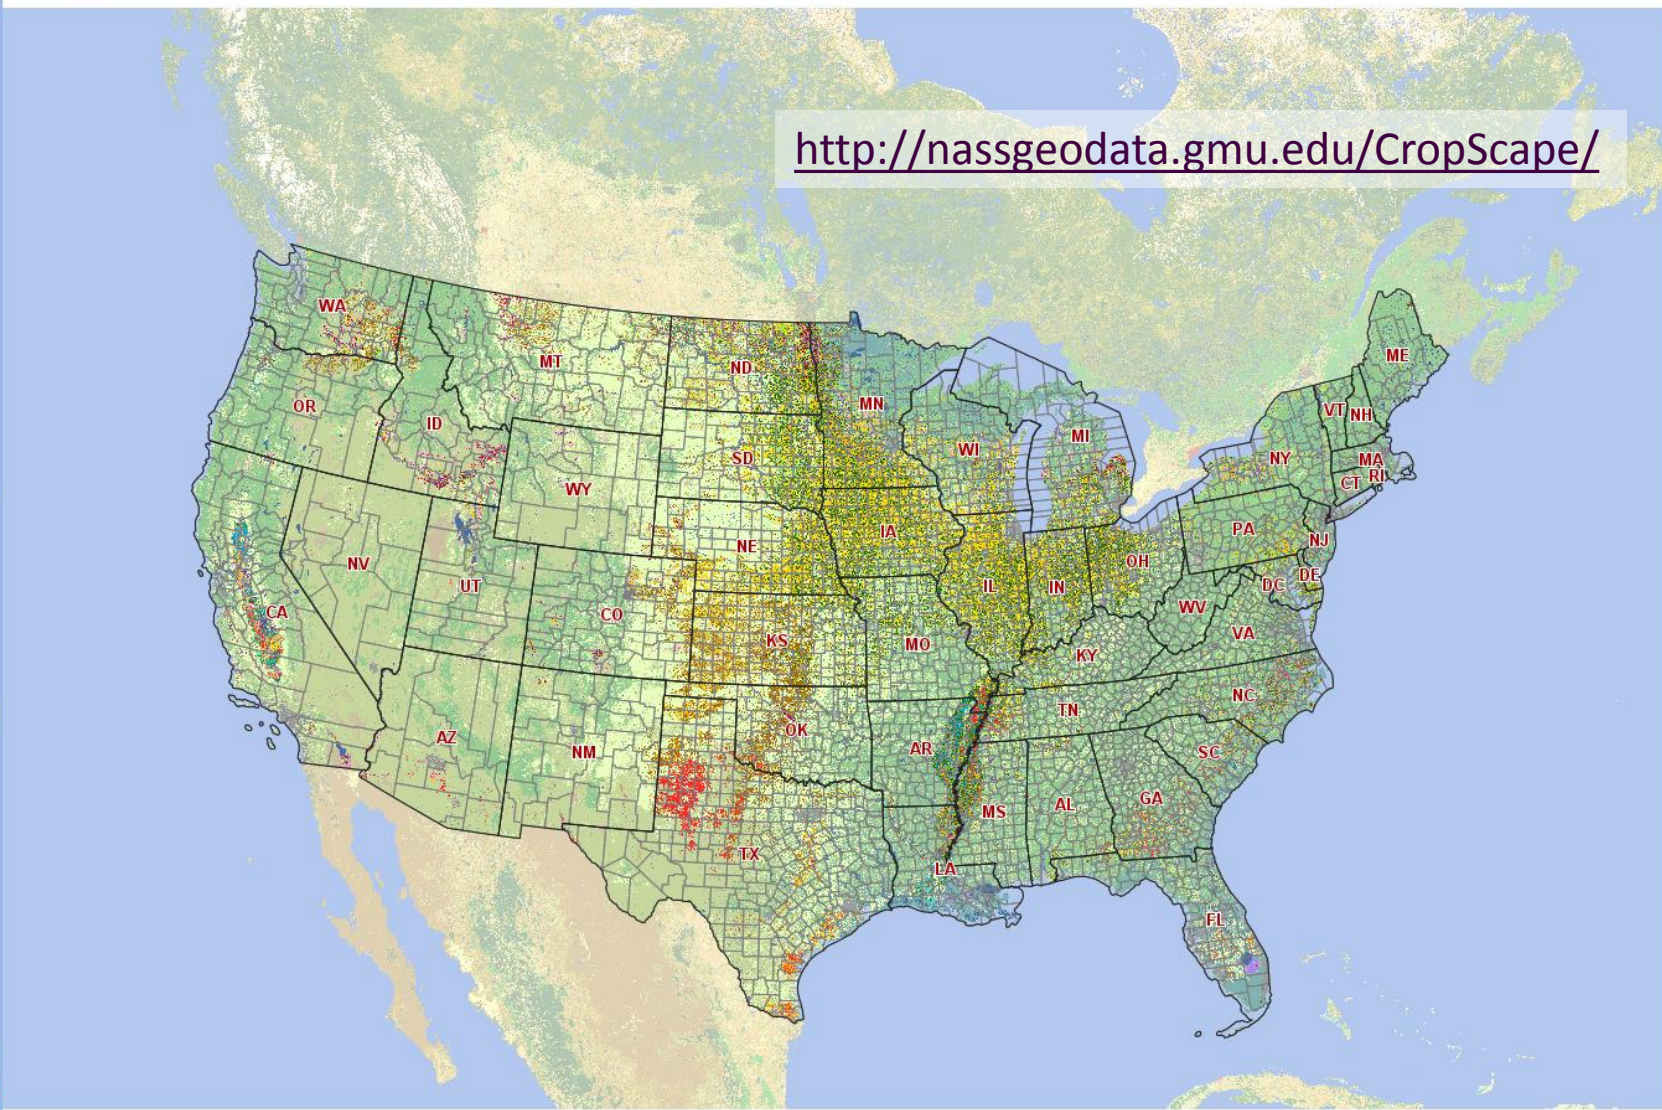 http://nassgeodata.gmu.edu/CropScape/
WA
MT
ND
ME
OR
ID
MN
VT
NH
WI
MI
NY
MA
SD
CT
RI
WY
IA
PA
NJ
NE
OH
NV
UT
IL
IN
DC
DE
CA
CO
WV
KS
MO
VA
KY
NC
TN
AZ
NM
OK
AR
SC
MS
AL
GA
TX
LA
FL